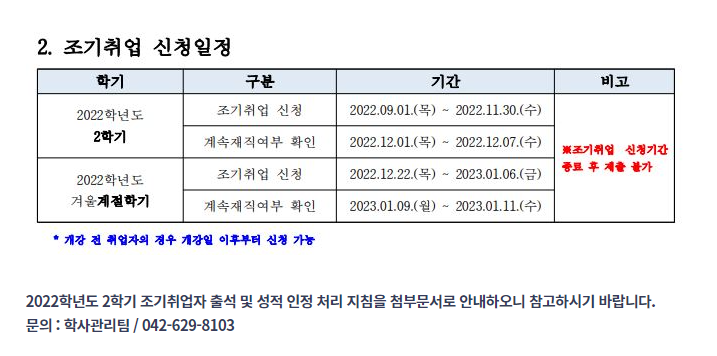 2. 조기취업 신청일정
학기 구분 기간 비고
2022학년도
2학기
조기취업 신청 2022.09.01.(목) ~ 2022.11.30.(수)
계속재직여부 확인 2022.12.01.(목) ~ 2022.12.07.(수)
※조기취업 신청기간
종료 후 제출 불가
2022학년도
겨울계절학기
조기취업 신청 2022.12.22.(목) ~ 2023.01.06.(금)
계속재직여부 확인 2023.01.09.(월) ~ 2023.01.11.(수)
* 개강 전 취업자의 경우 개강일 이후부터 신청 가능
2022학년도 2학기 조기취업자 출석 및 성적 인정 처리 지침을 첨부문서로 안내하오니 참고하시기 바랍니다.
문의 : 학사관리팀 / 042-629-8103